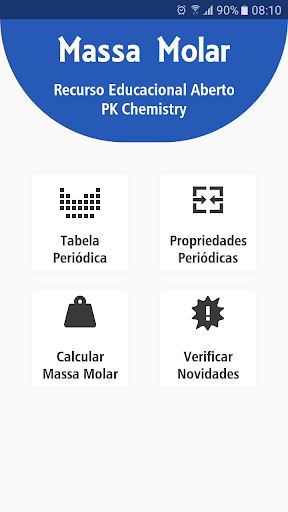 90% 08:10
Massa Molar
Recurso Educacional Aberto
PK Chemistry
Tabela
Periódica
Propriedades
Periódicas
Calcular
Massa Molar
Verificar
Novidades